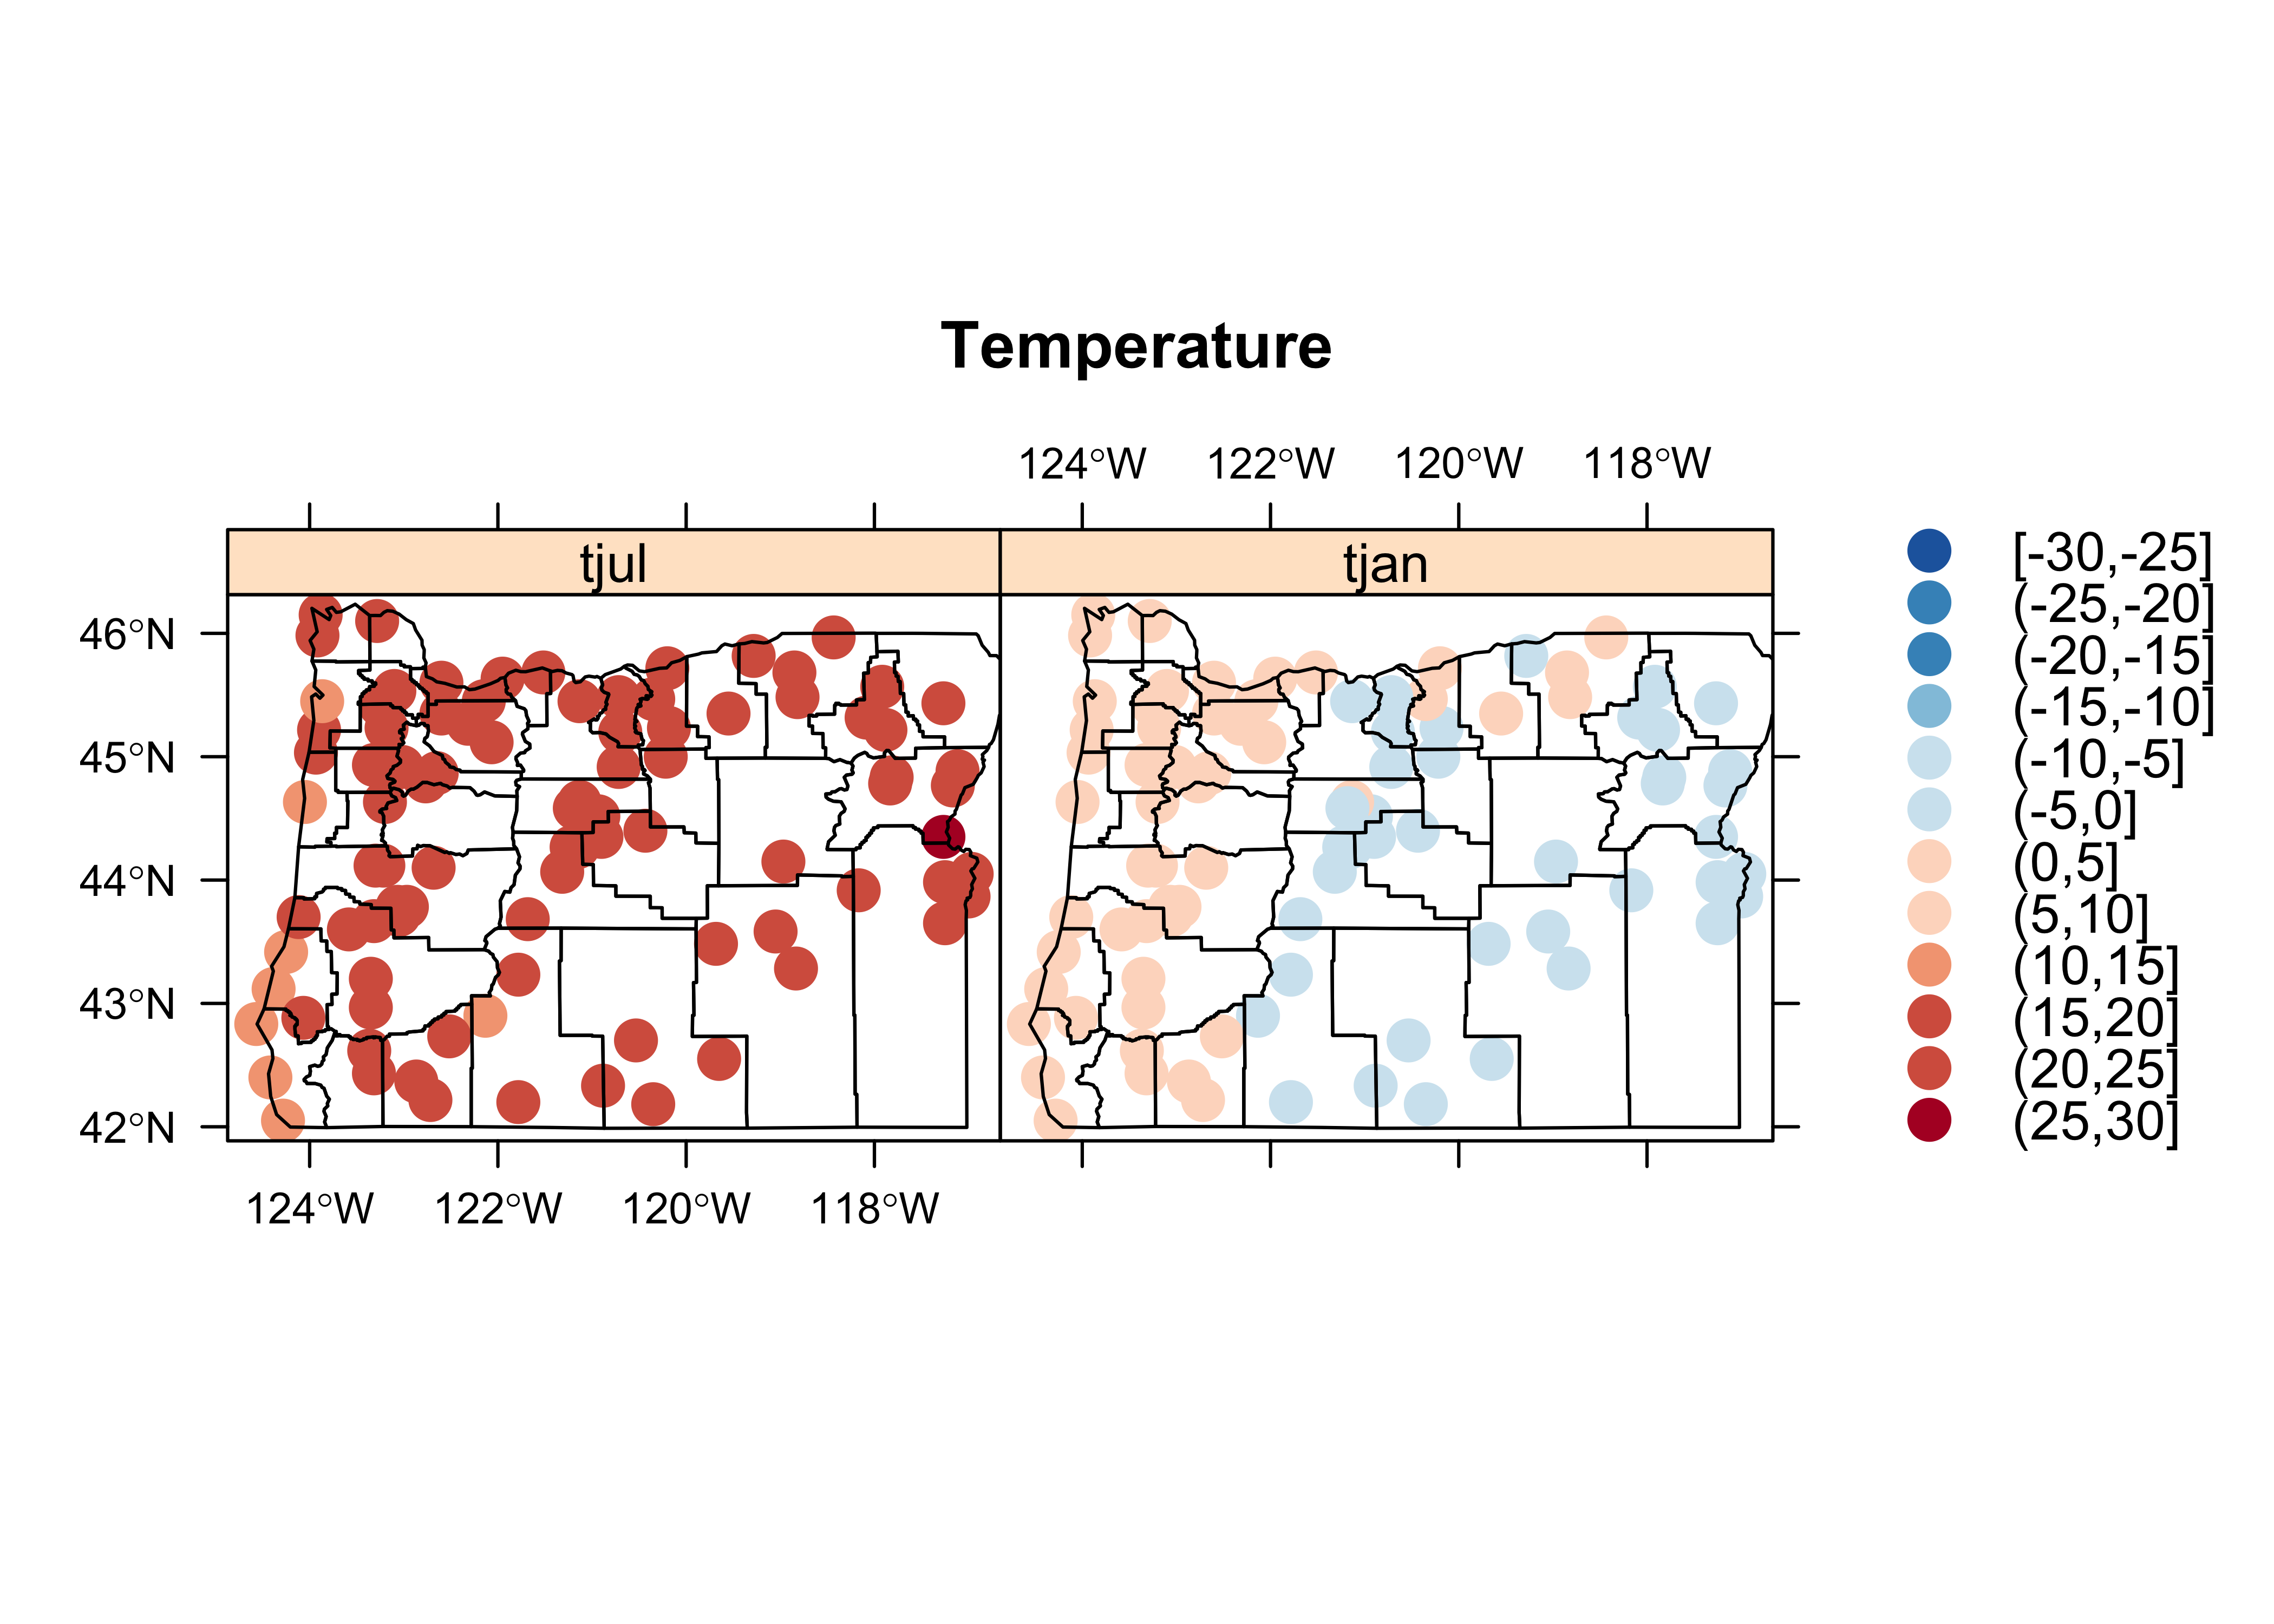 Temperature
124°W 122°W 120°W 118°W
tjul tjan
46°N
45°N
44°N
43°N
42°N
124°W 122°W 120°W 118°W
[-30,-25]
(-25,-20]
(-20,-15]
(-15,-10]
(-10,-5]
(-5,0]
(0,5]
(5,10]
(10,15]
(15,20]
(20,25]
(25,30]